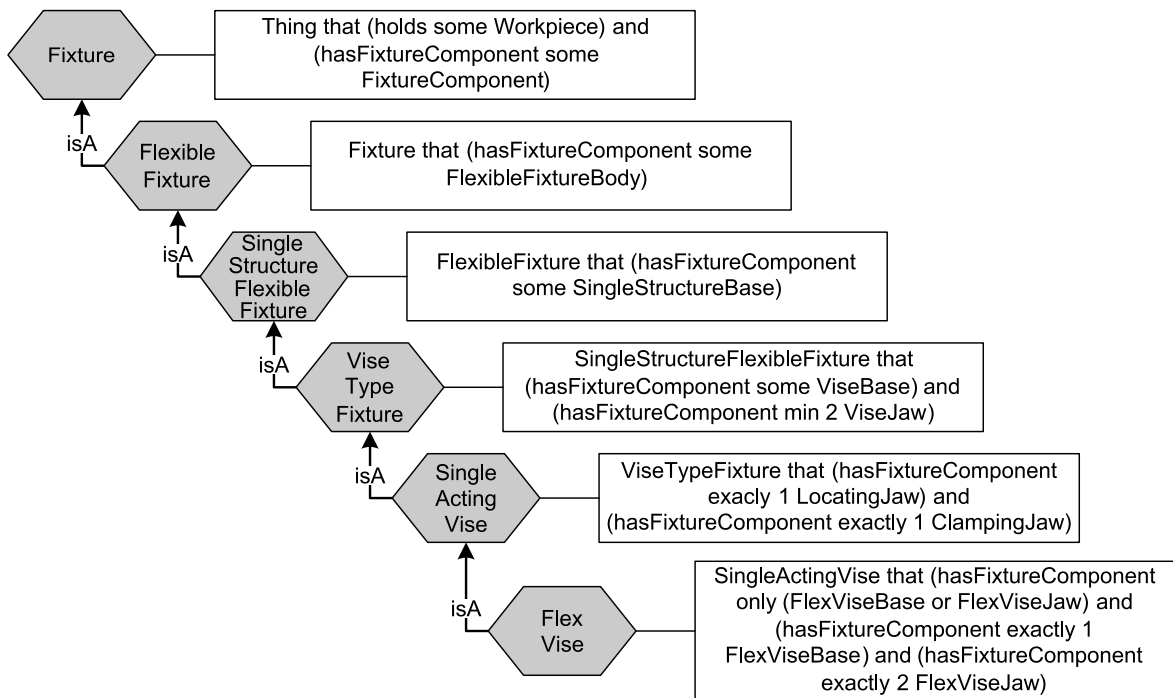 Fixture
Thing that (holds some Workpiece) and
(hasFixtureComponent some
FixtureComponent)
isA
Flexible
Fixture
Fixture that (hasFixtureComponent some
FlexibleFixtureBody)
isA
Single
Structure
Flexible
Fixture
FlexibleFixture that (hasFixtureComponent
some SingleStructureBase)
isA
Vise
Type
Fixture
SingleStructureFlexibleFixture that
(hasFixtureComponent some ViseBase) and
(hasFixtureComponent min 2 ViseJaw)
isA
Single
Acting
Vise
ViseTypeFixture that (hasFixtureComponent
exacly 1 LocatingJaw) and
(hasFixtureComponent exactly 1 ClampingJaw)
isA
Flex
Vise
SingleActingVise that (hasFixtureComponent
only (FlexViseBase or FlexViseJaw) and
(hasFixtureComponent exactly 1
FlexViseBase) and (hasFixtureComponent
exactly 2 FlexViseJaw)